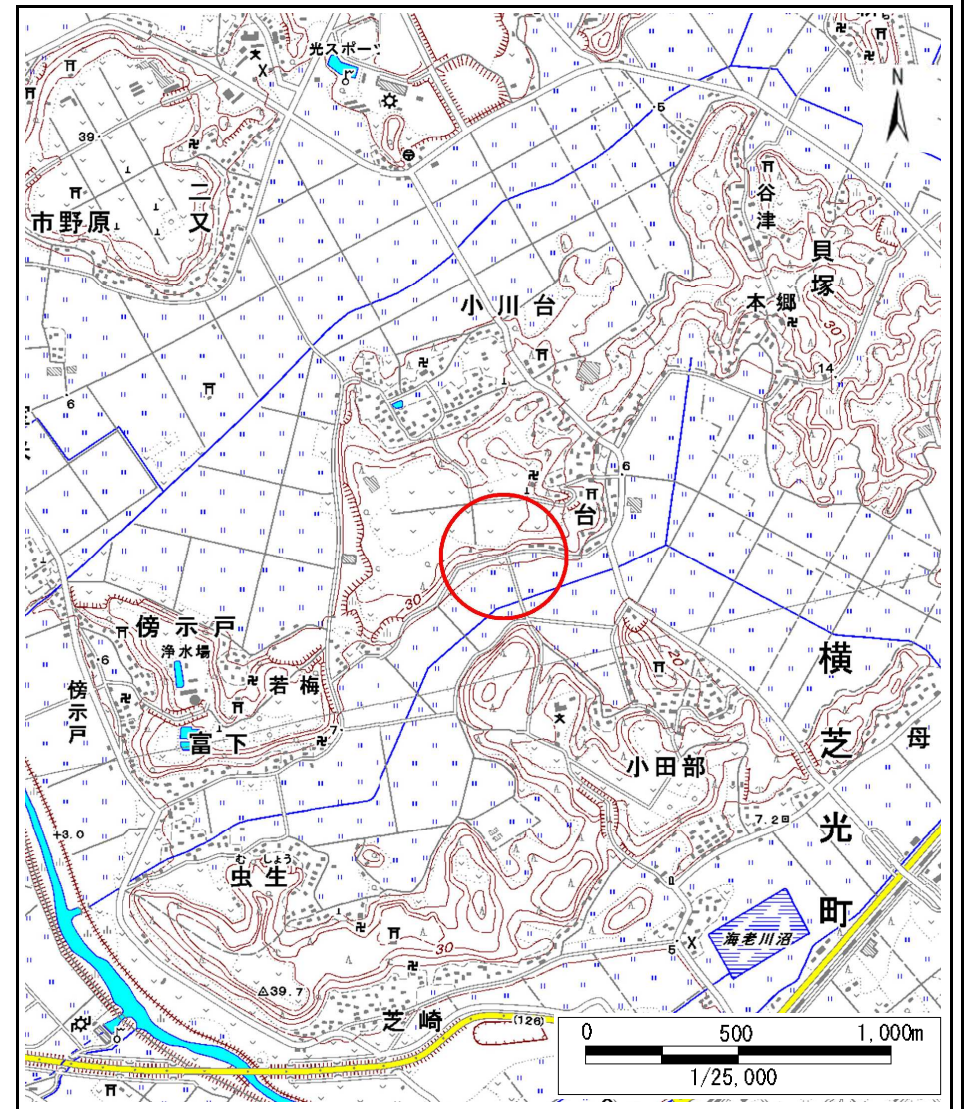 光スポーツ
N
5
39
谷津
市野原
二又
貝塚
小川台
本郷
30
14
6
6
台
30
傍示戸
浄水場
20
6
若梅
横芝光町
傍示戸
7
富下
母
小田部
7.2
+3.0
むしょう
虫生
海老川沼
30
5
39.7
芝崎
(126)
0 500 1,000m
1/25,000